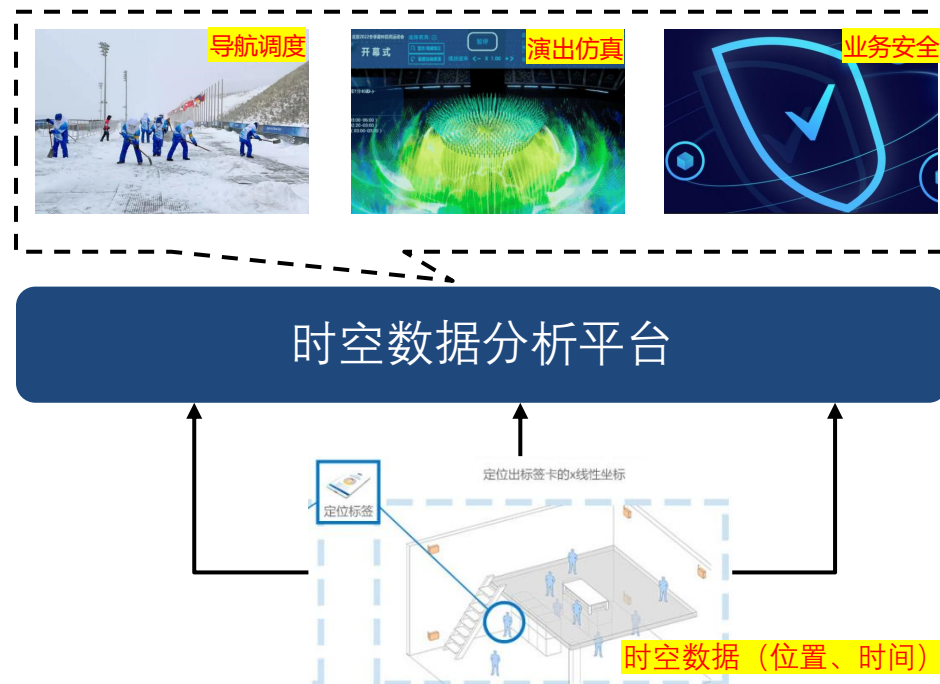 导航调度
开幕式
暂停
演出仿真
业务安全
时空数据分析平台
定位出标签卡的x线性坐标
定位标签
时空数据（位置、时间）